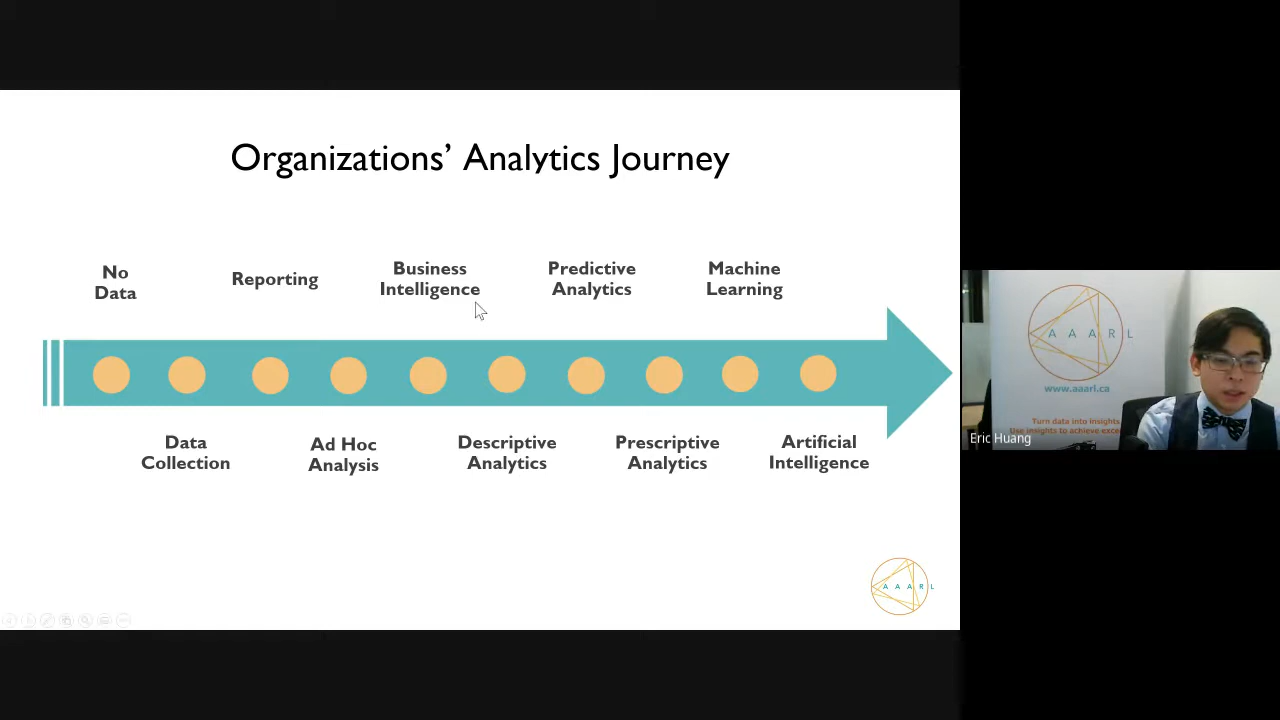 Organizations’ Analytics Journey
No
Data
Reporting
Business
Intelligence
Predictive
Analytics
Machine
Learning
Data
Collection
Ad Hoc
Analysis
Descriptive
Analytics
Prescriptive
Analytics
Artificial
Intelligence
A A A R L
A A A R L
www.aaarl.ca
Turn data into insights
Use insights to achieve
Eric Huang